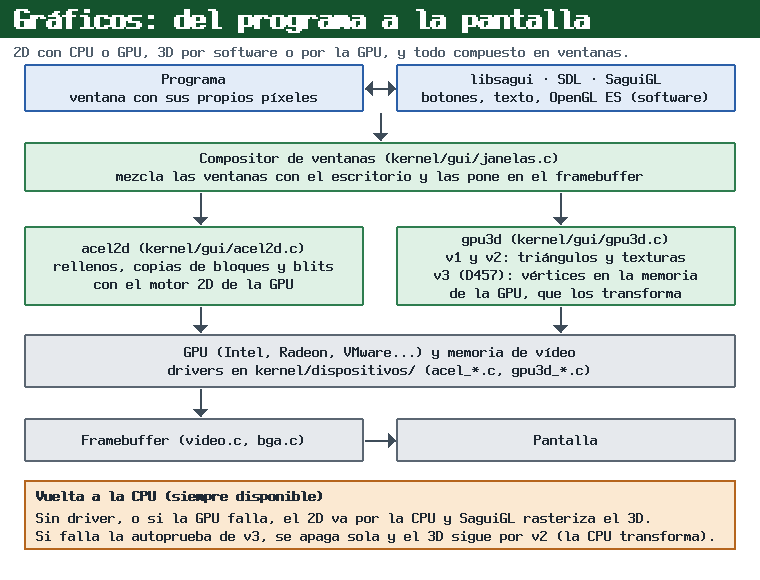 Gráficos: del programa a la pantalla
2D con CPU o GPU, 3D por software o por la GPU, y todo compuesto en ventanas.
Programa
ventana con sus propios píxeles
libsagui · SDL · SaguiGL
botones, texto, OpenGL ES (software)
Compositor de ventanas (kernel/gui/janelas.c)
mezcla las ventanas con el escritorio y las pone en el framebuffer
acel2d (kernel/gui/acel2d.c)
rellenos, copias de bloques y blits
con el motor 2D de la GPU
gpu3d (kernel/gui/gpu3d.c)
v1 y v2: triángulos y texturas
v3 (D457): vértices en la memoria
de la GPU, que los transforma
GPU (Intel, Radeon, VMware...) y memoria de vídeo
drivers en kernel/dispositivos/ (acel_*.c, gpu3d_*.c)
Framebuffer (video.c, bga.c)
Pantalla
Vuelta a la CPU (siempre disponible)
Sin driver, o si la GPU falla, el 2D va por la CPU y SaguiGL rasteriza el 3D.
Si falla la autoprueba de v3, se apaga sola y el 3D sigue por v2 (la CPU transforma).